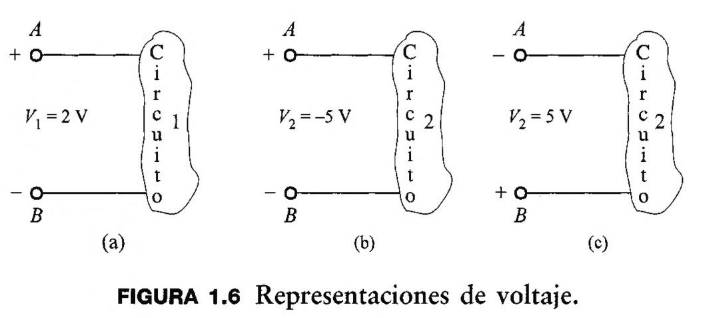 A A A
+ + −
C C C
i i i
r r r
V₁ = 2 V c 1 V₂ = –5 V c 2 V₂ = 5 V c 2
u u u
i i i
t t t
− o − o + o
B B B
(a) (b) (c)
FIGURA 1.6 Representaciones de voltaje.